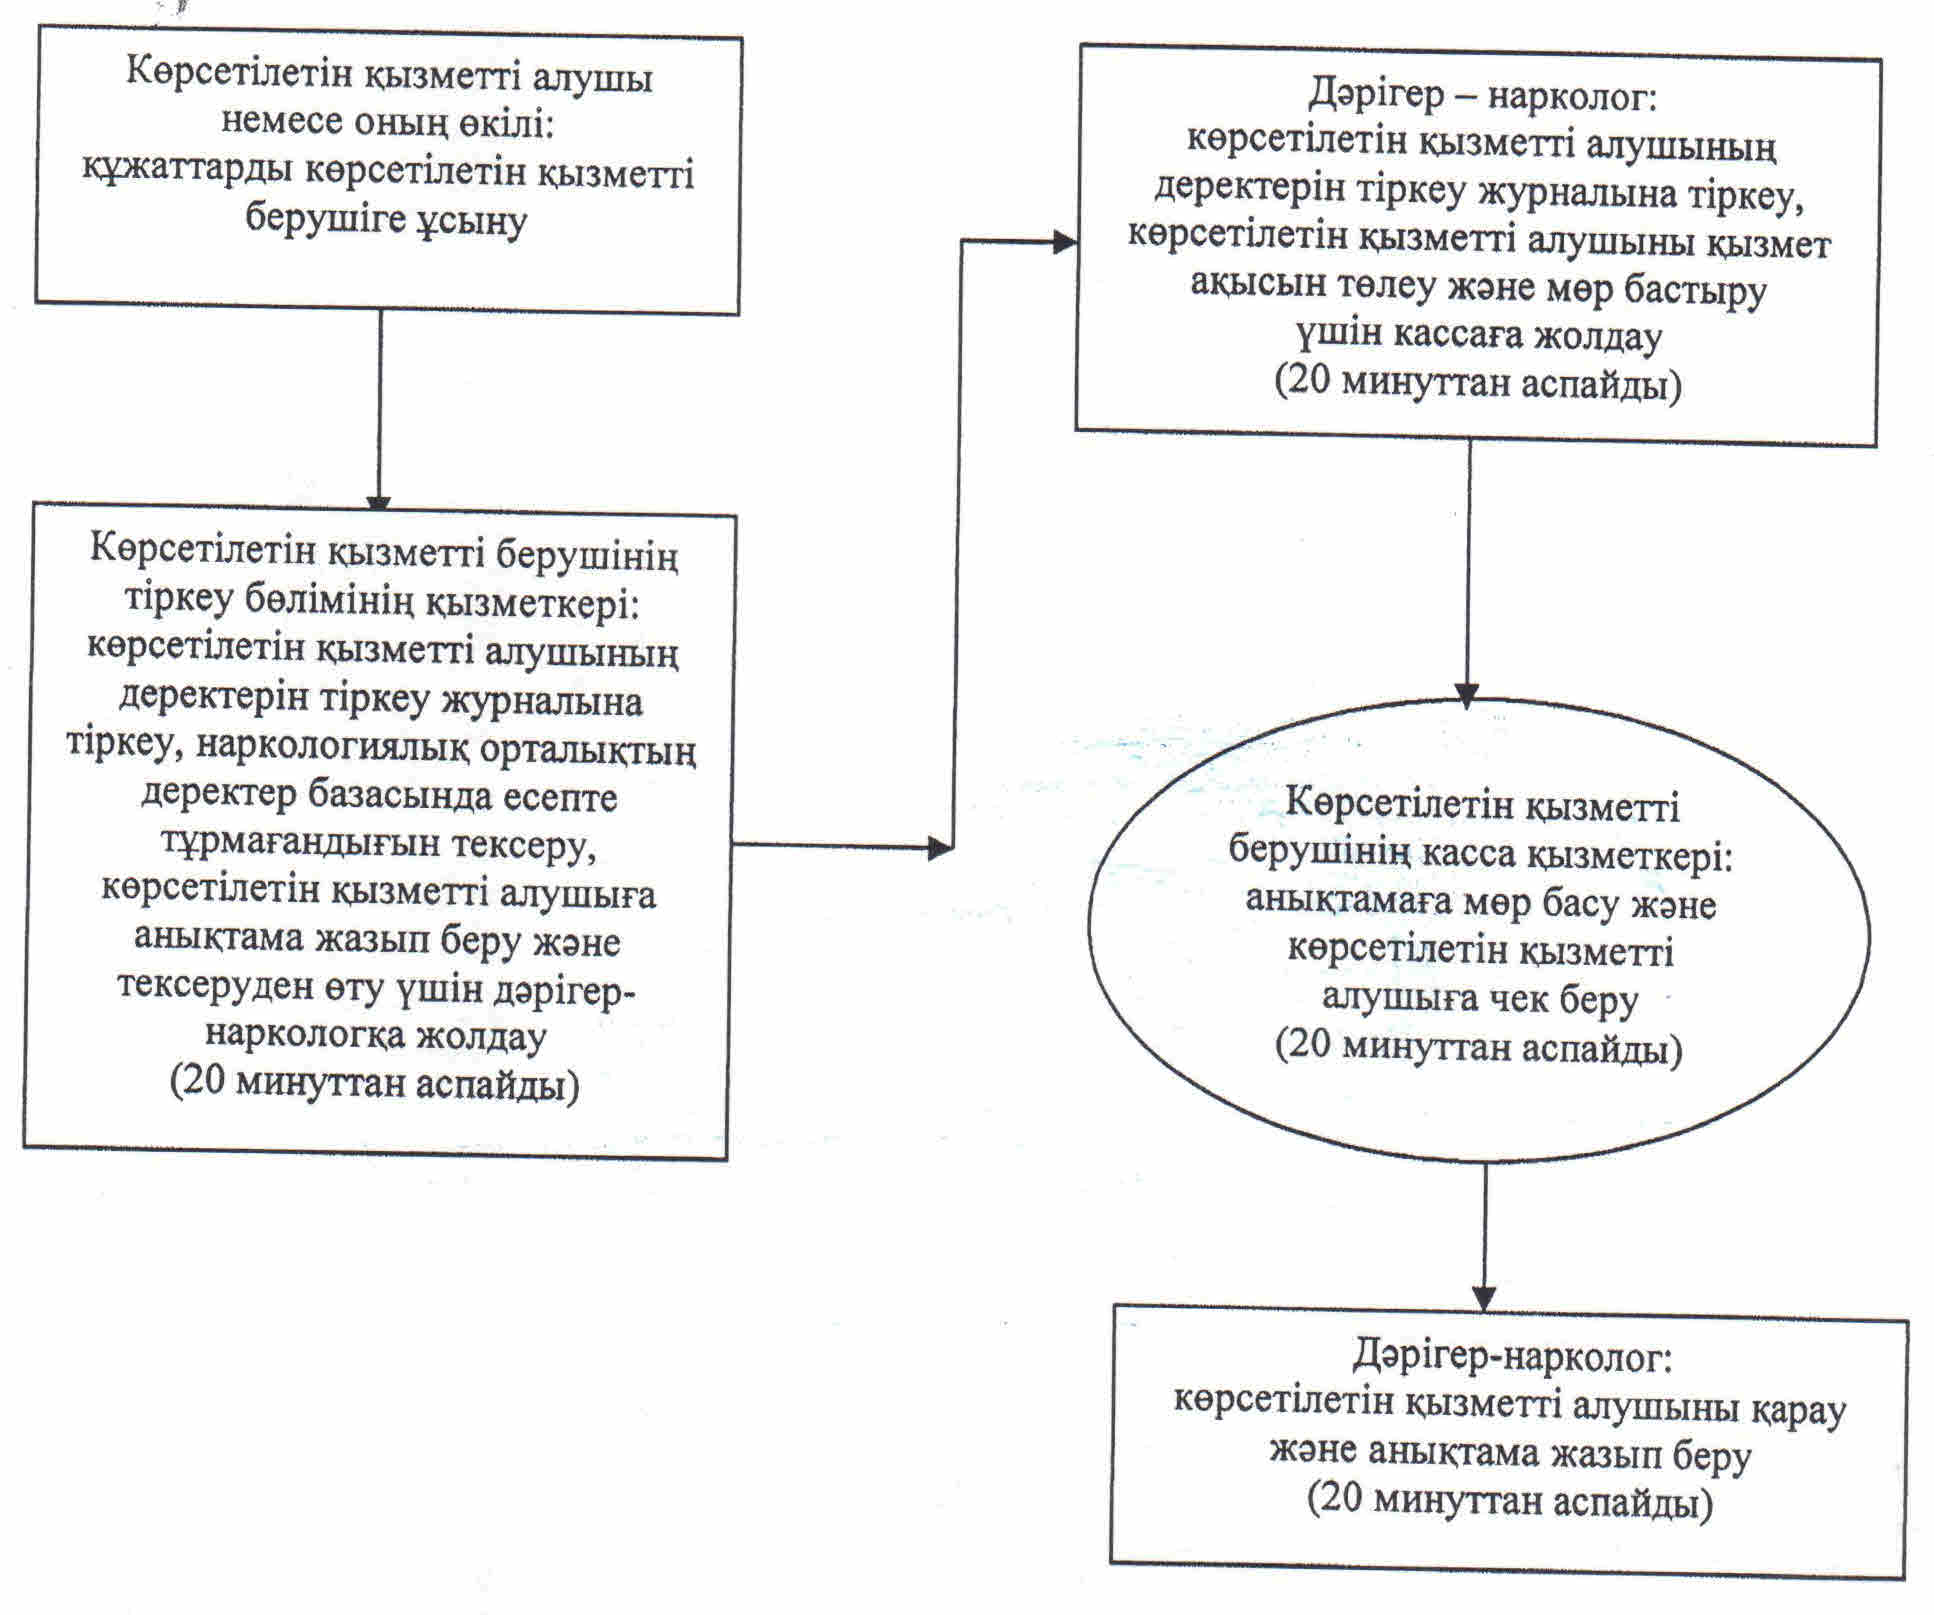 Көрсетілетін қызметті алушы
немесе оның өкілі:
құжаттарды көрсетілетін қызметті
берушіге ұсыну
Көрсетілетін қызметті берушінің
тіркеу бөлімінің қызметкері:
көрсетілетін қызметті алушының
деректерін тіркеу журналына
тіркеу, наркологиялық орталықтың
деректер базасында есепте
тұрмағандығын тексеру,
көрсетілетін қызметті алушыға
анықтама жазып беру және
тексеруден өту үшін дәрігер-
наркологқа жолдау
(20 минуттан аспайды)
Дәрігер – нарколог:
көрсетілетін қызметті алушының
деректерін тіркеу журналына тіркеу,
көрсетілетін қызметті алушыны қызмет
ақысын төлеу және мөр бастыру
үшін кассаға жолдау
(20 минуттан аспайды)
Көрсетілетін қызметті
берушінің касса қызметкері:
анықтамаға мөр басу және
көрсетілетін қызметті
алушыға чек беру
(20 минуттан аспайды)
Дәрігер-нарколог:
көрсетілетін қызметті алушыны қарау
және анықтама жазып беру
(20 минуттан аспайды)